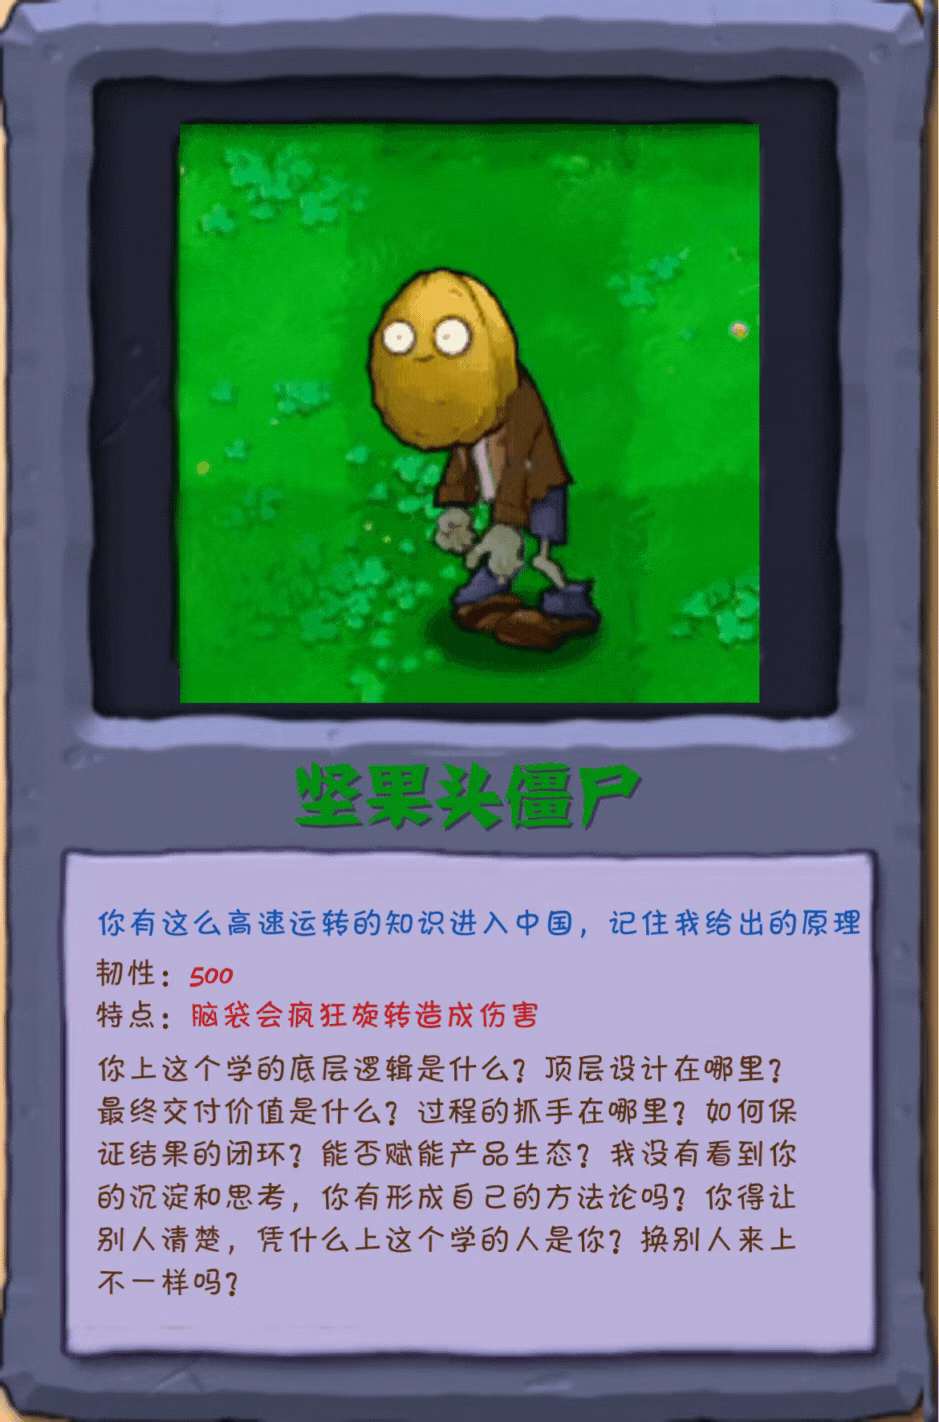 坚果头僵尸
你有这么高速运转的知识进入中国，记住我给出的原理
韧性：500
特点：脑袋会疯狂旋转造成伤害
你上这个学的底层逻辑是什么？顶层设计在哪里？
最终交付价值是什么？过程的抓手在哪里？如何保
证结果的闭环？能否赋能产品生态？我没有看到你
的沉淀和思考，你有形成自己的方法论吗？你得让
别人清楚，凭什么上这个学的人是你？换别人来上
不一样吗？